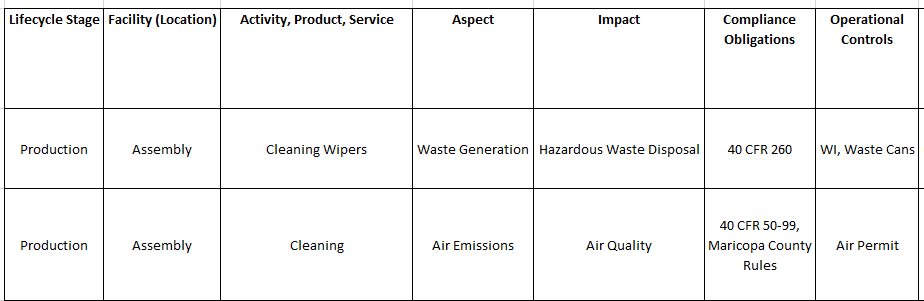 Lifecycle Stage Facility (Location) Activity, Product, Service Aspect Impact Compliance Obligations Operational Controls
Production Assembly Cleaning Wipers Waste Generation Hazardous Waste Disposal 40 CFR 260 WI, Waste Cans
Production Assembly Cleaning Air Emissions Air Quality 40 CFR 50-99, Maricopa County Rules Air Permit